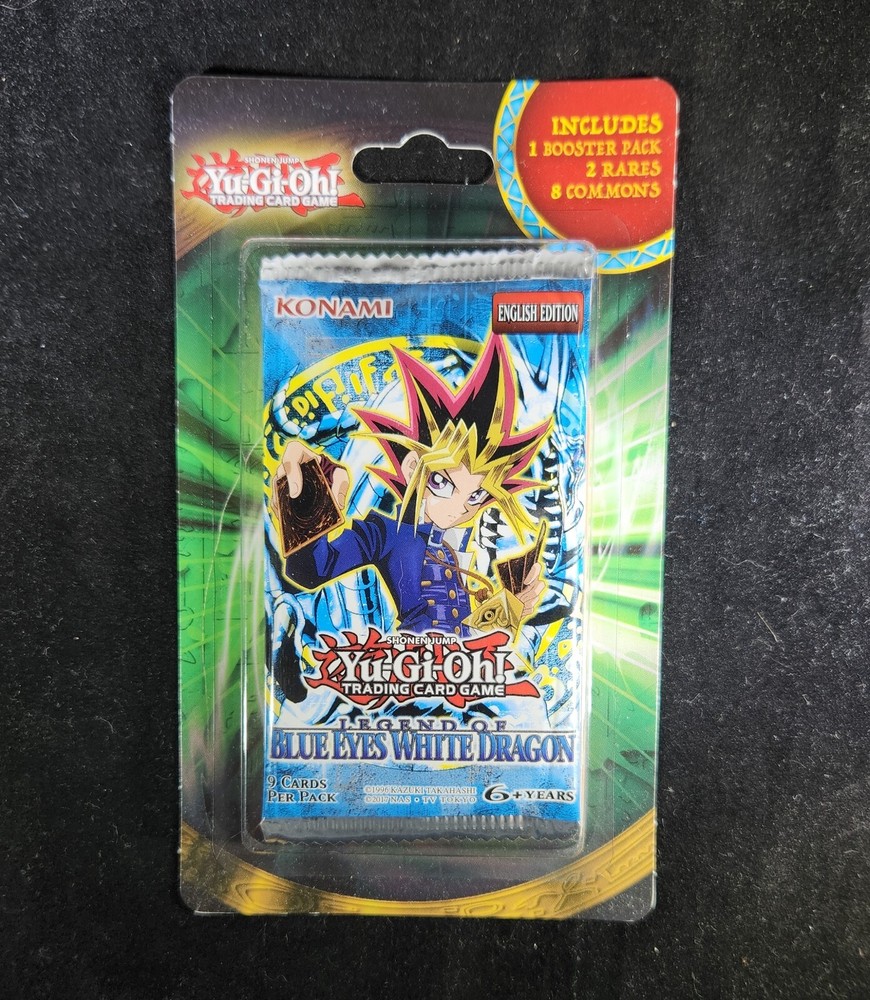 SHONEN JUMP
Yu-Gi-Oh!
TRADING CARD GAME
INCLUDES
1 BOOSTER PACK
2 RARES
8 COMMONS
KONAMI
ENGLISH EDITION
SHONEN JUMP
Yu-Gi-Oh!
TRADING CARD GAME
LEGEND OF
BLUE EYES WHITE DRAGON
9 CARDS
PER PACK
©1996 KAZUKI TAKAHASHI
©2017 NAS • TV TOKYO
6+ YEARS